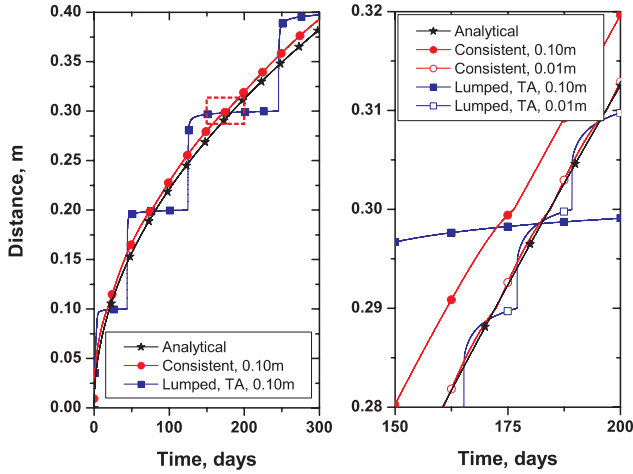 Distance, m
0.40
0.35
0.30
0.25
0.20
0.15
0.10
0.05
0.00
Analytical
Consistent, 0.10m
Lumped, TA, 0.10m
0 100 200 300
Time, days
0.32
0.31
0.30
0.29
0.28
Analytical
Consistent, 0.10m
Consistent, 0.01m
Lumped, TA, 0.10m
Lumped, TA, 0.01m
150 175 200
Time, days